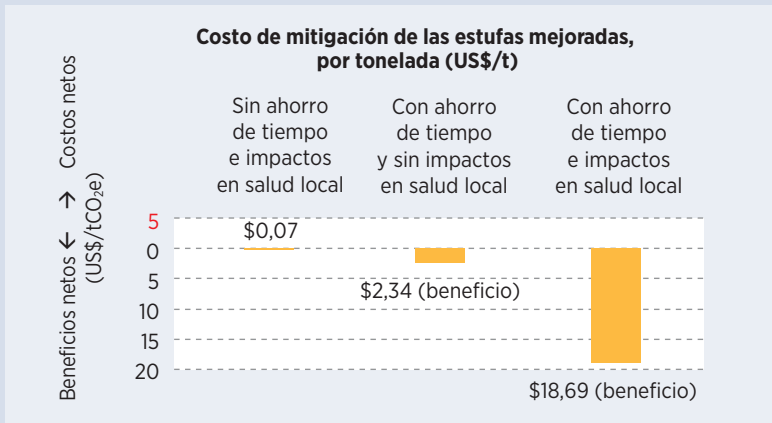 Costo de mitigación de las estufas mejoradas,
por tonelada (US$/t)
Beneficios netos ← → Costos netos
(US$/tCO₂e)
Sin ahorro
de tiempo
e impactos
en salud local
Con ahorro
de tiempo
y sin impactos
en salud local
Con ahorro
de tiempo
e impactos
en salud local
5
0
5
10
15
20
$0,07
$2,34 (beneficio)
$18,69 (beneficio)